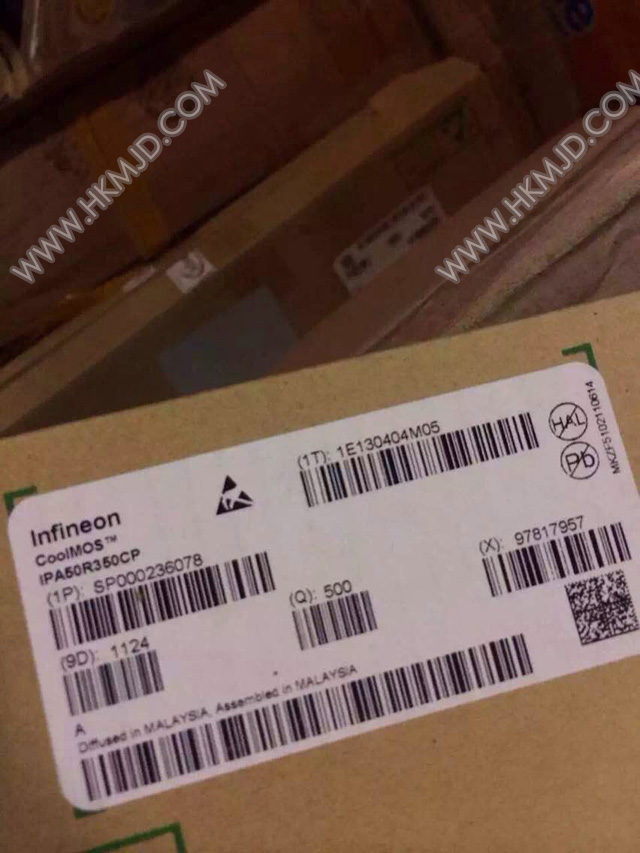 WWW.HKMJD.COM
WWW.HKMJD.COM
Infineon
CoolMOS™
IPA50R350CP
(1P): SP000236078
(9D): 1124
A
Diffused in MALAYSIA, Assembled in MALAYSIA
(1T): 1E130404M05
(Q): 500
(X): 97817957
HAL
Pb